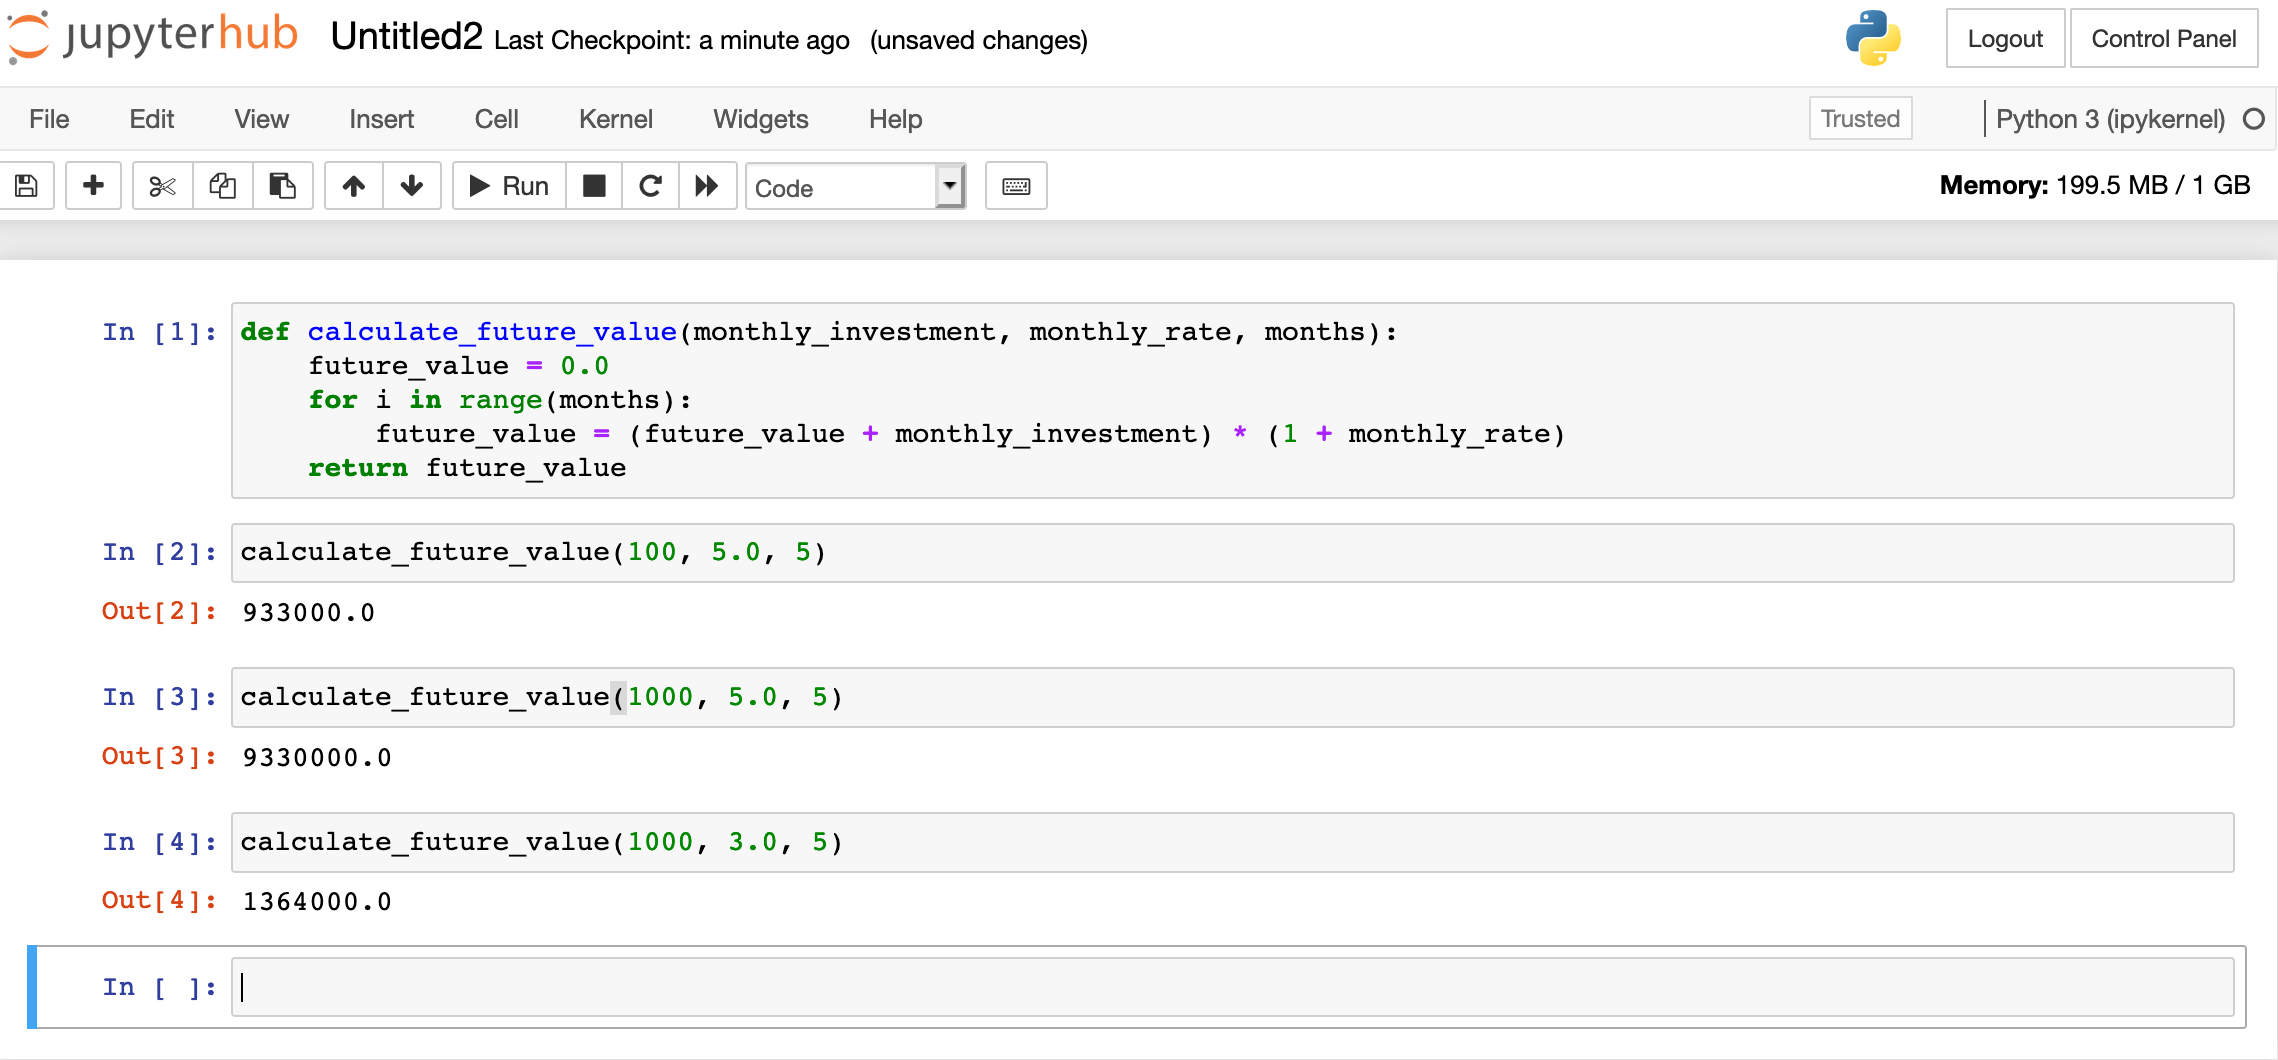 jupyterhub Untitled2 Last Checkpoint: a minute ago (unsaved changes) Logout Control Panel
File Edit View Insert Cell Kernel Widgets Help Trusted Python 3 (ipykernel)
Run Code Memory: 199.5 MB / 1 GB
In [1]: def calculate_future_value(monthly_investment, monthly_rate, months):
    future_value = 0.0
    for i in range(months):
        future_value = (future_value + monthly_investment) * (1 + monthly_rate)
    return future_value
In [2]: calculate_future_value(100, 5.0, 5)
Out[2]: 933000.0
In [3]: calculate_future_value(1000, 5.0, 5)
Out[3]: 9330000.0
In [4]: calculate_future_value(1000, 3.0, 5)
Out[4]: 1364000.0
In [ ]: